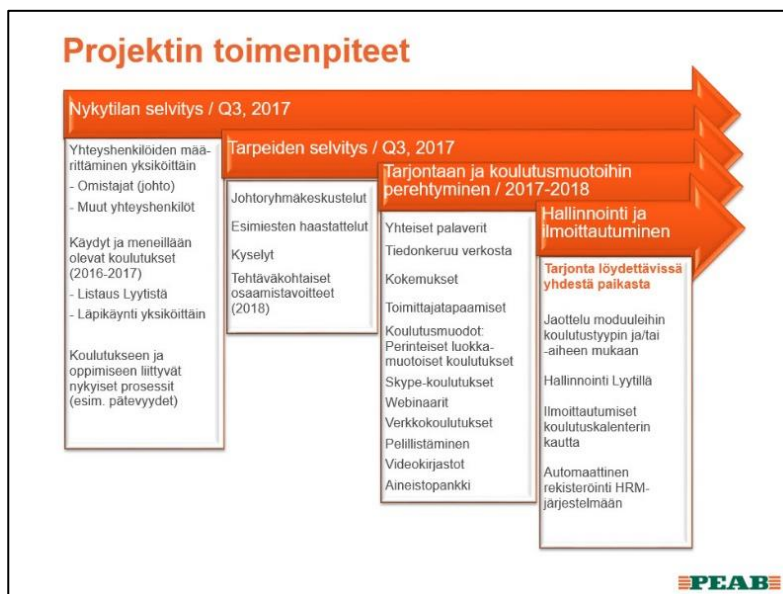 Projektin toimenpiteet
Nykytilan selvitys / Q3, 2017
Yhteyshenkilöiden mää-
rittäminen yksiköittäin
- Omistajat (johto)
- Muut yhteyshenkilöt
Käydyt ja meneillään
olevat koulutukset
(2016-2017)
- Listaus Lyytistä
- Läpikäynti yksiköittäin
Koulutukseen ja
oppimiseen liittyvät
nykyiset prosessit
(esim. pätevyydet)
Tarpeiden selvitys / Q3, 2017
Johtoryhmäkeskustelut
Esimiesten haastattelut
Kyselyt
Tehtäväkohtaiset
osaamistavoitteet
(2018)
Tarjontaan ja koulutusmuotoihin
perehtyminen / 2017-2018
Yhteiset palaverit
Tiedonkeruu verkosta
Kokemukset
Toimittajatapaamiset
Koulutusmuodot:
Perinteiset luokka-
muotoiset koulutukset
Skype-koulutukset
Webinaarit
Verkkokoulutukset
Pelillistäminen
Videokirjastot
Aineistopankki
Hallinnointi ja
ilmoittautuminen
Tarjonta löydettävissä
yhdestä paikasta
Jaottelu moduuleihin
koulutustyypin ja/tai
-aiheen mukaan
Hallinnointi Lyytillä
Ilmoittautumiset
koulutuskalenterin
kautta
Automaattinen
rekisteröinti HRM-
järjestelmään
PEAB